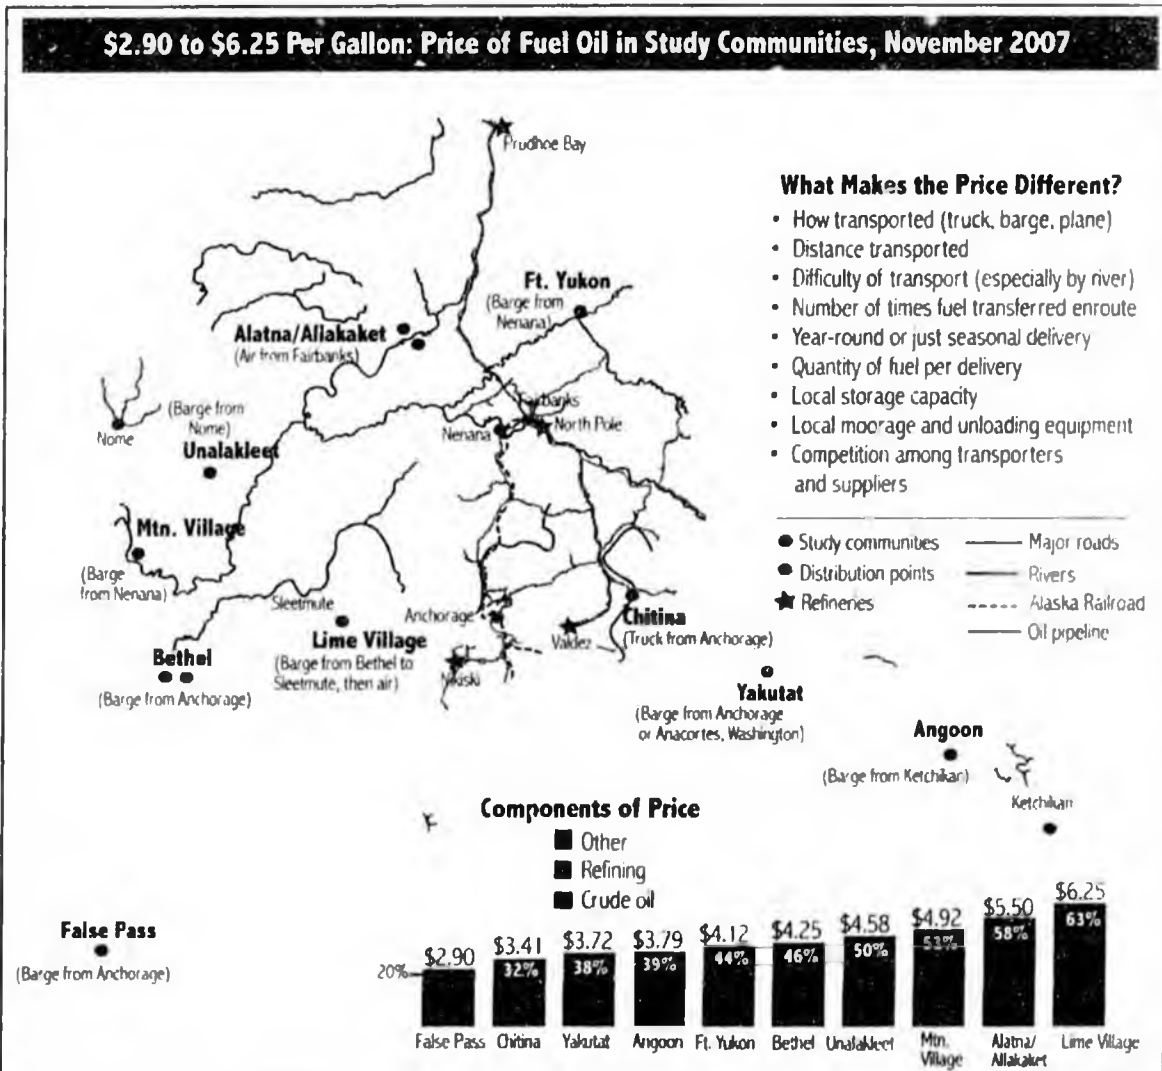 $2.90 to $6.25 Per Gallon: Price of Fuel Oil in Study Communities, November 2007
Prudhoe Bay
What Makes the Price Different?
• How transported (truck, barge, plane)
• Distance transported
• Difficulty of transport (especially by river)
• Number of times fuel transferred enroute
• Year-round or just seasonal delivery
• Quantity of fuel per delivery
• Local storage capacity
• Local moorage and unloading equipment
• Competition among transporters
and suppliers
Study communities
Distribution points
Refineries
Major roads
Rivers
Alaska Railroad
Oil pipeline
Ft. Yukon
(Barge from
Nenana)
Alatna/Allakaket
(Air from Fairbanks)
Fairbanks
North Pole
Nenana
Nome
(Barge from
Nome)
Unalakleet
Mtn. Village
(Barge
from Nenana)
Sleetmute
Lime Village
(Barge from Bethel to
Sleetmute, then air)
Bethel
(Barge from Anchorage)
Anchorage
Nikiski
Valdez
Chitina
(Truck from Anchorage)
Yakutat
(Barge from Anchorage
or Anacortes, Washington)
Angoon
(Barge from Ketchikan)
Ketchikan
False Pass
(Barge from Anchorage)
Components of Price
Other
Refining
Crude oil
$2.90 $3.41 $3.72 $3.79 $4.12 $4.25 $4.58 $4.92 $5.50 $6.25
20% 32% 38% 39% 44% 46% 50% 53% 58% 63%
False Pass Chitina Yakutat Angoon Ft. Yukon Bethel Unalakleet Mtn. Village Alatna/ Allakaket Lime Village